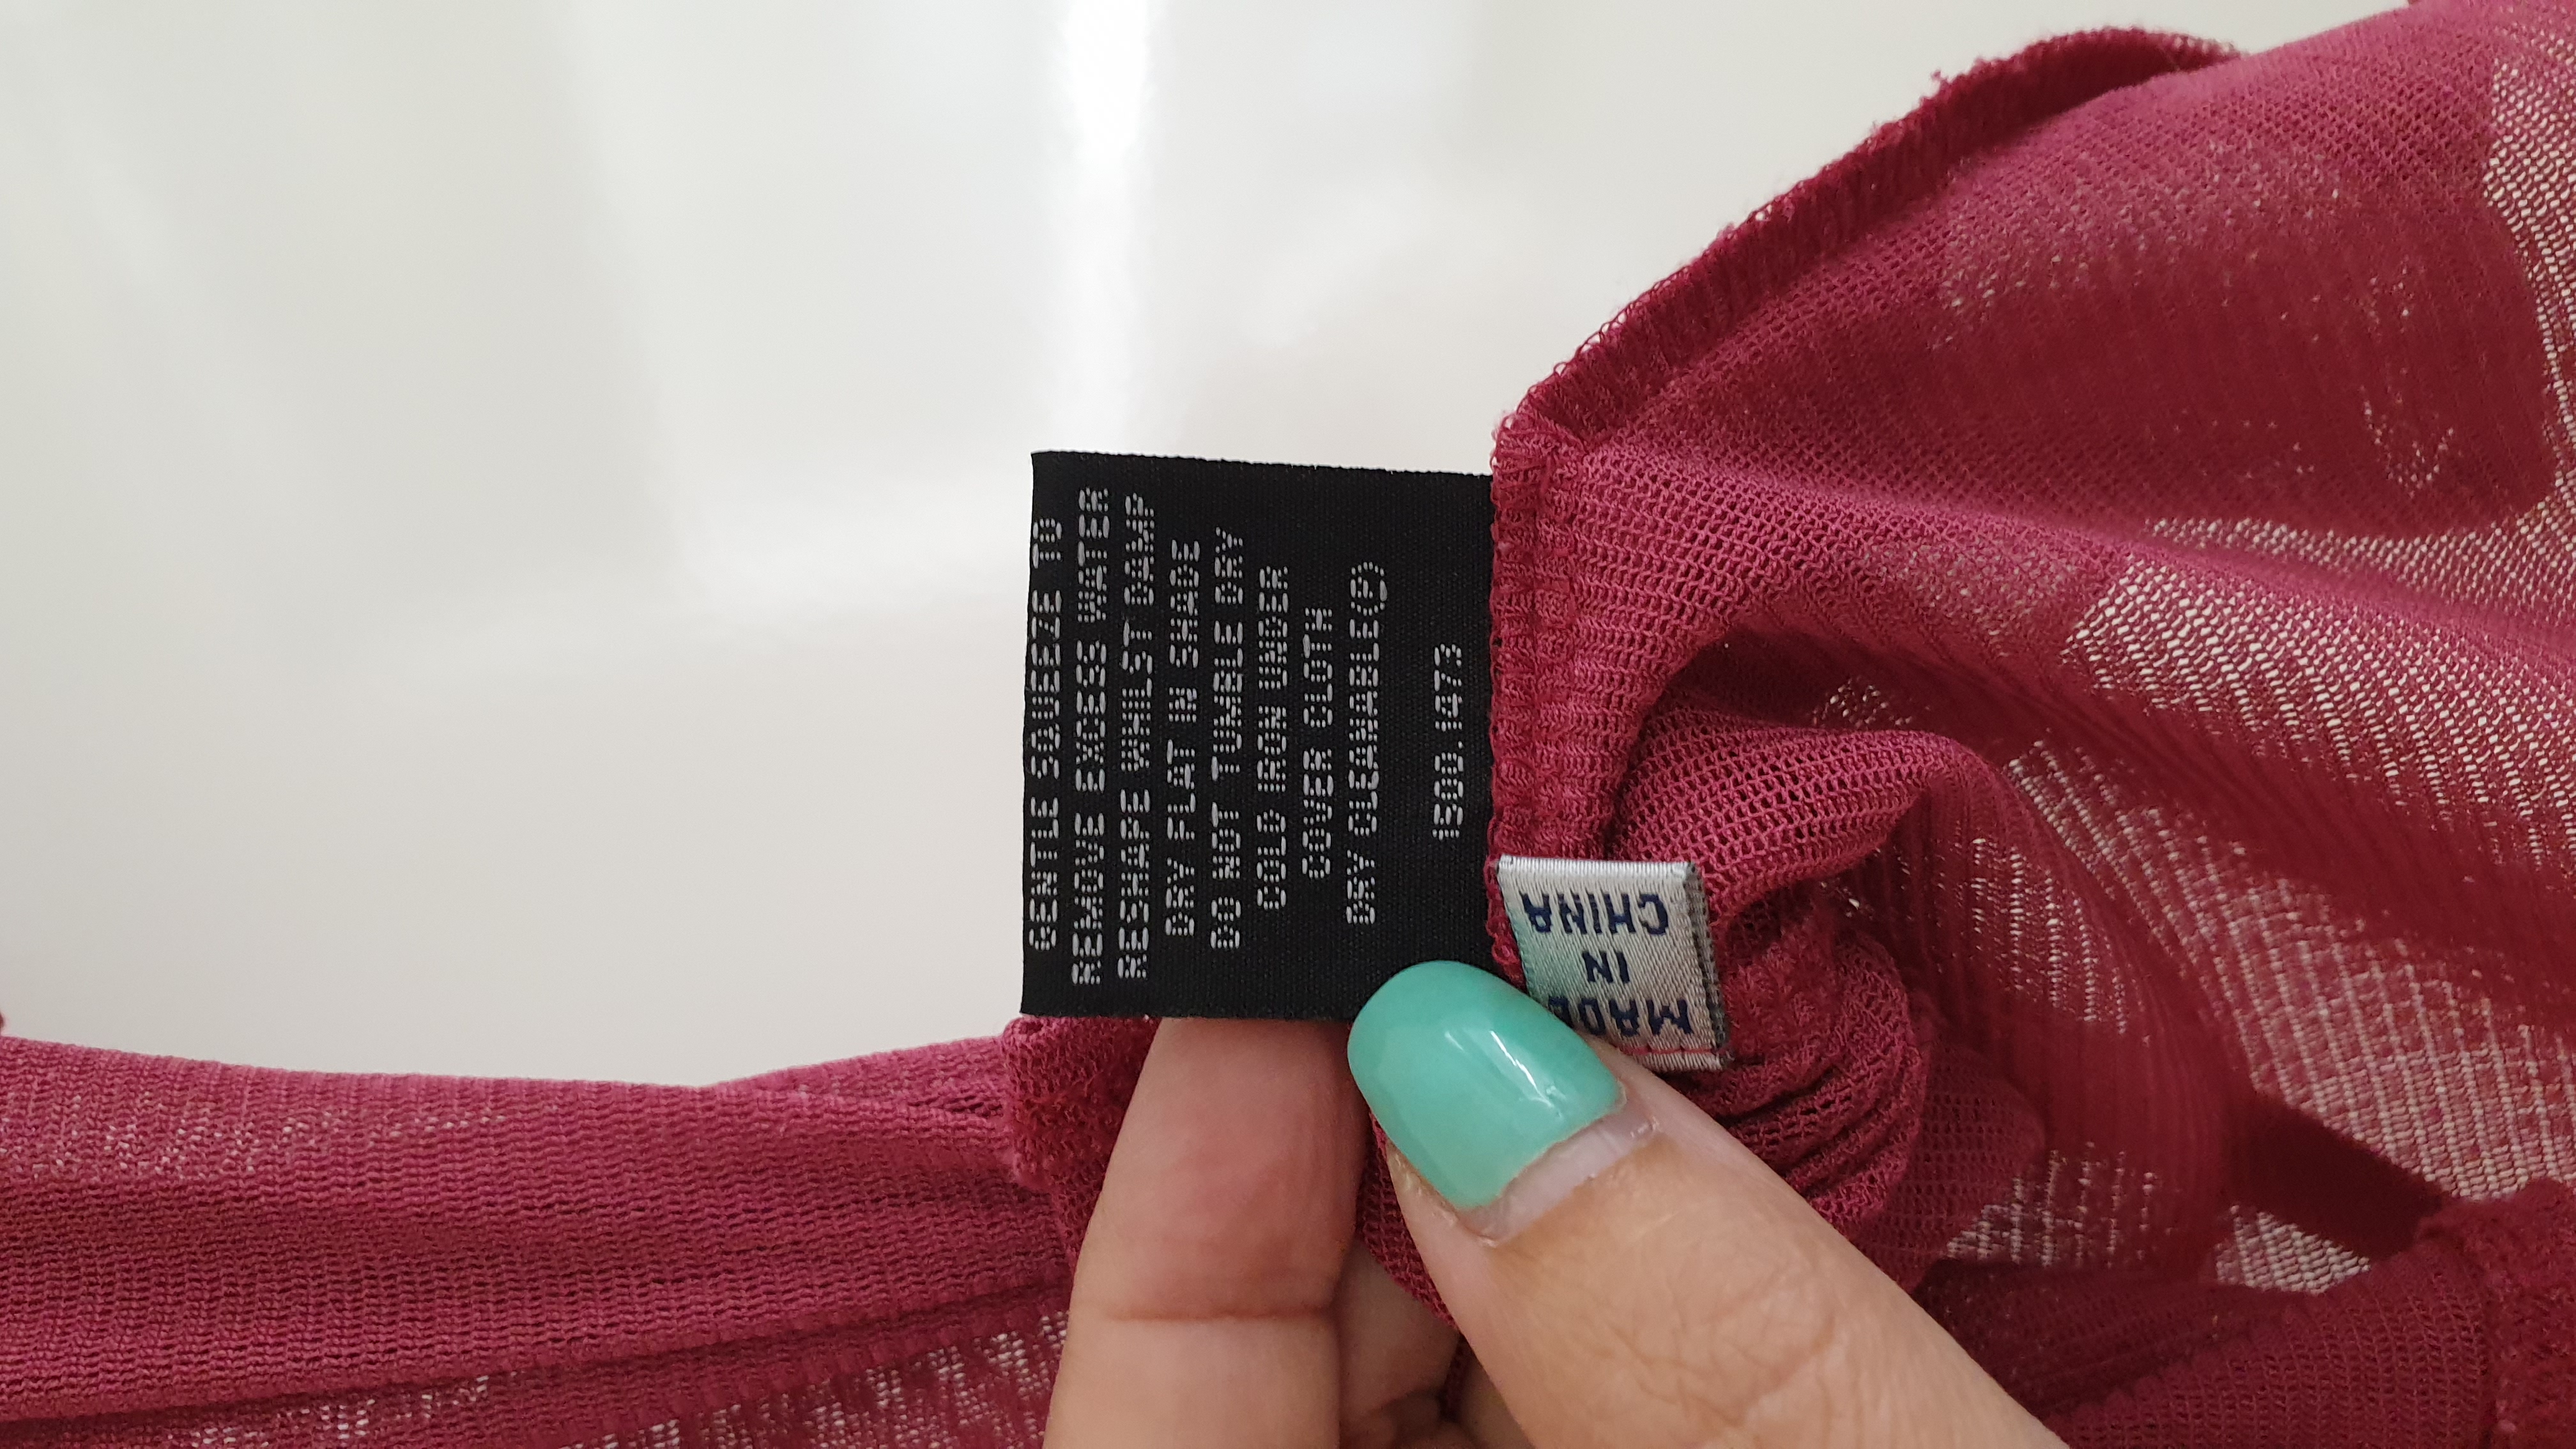 GENTLE SQUEEZE TO
REMOVE EXCESS WATER
RESHAPE WHILST DAMP
DRY FLAT IN SHADE
DO NOT TUMBLE DRY
COLD IRON UNDER
COVER CLOTH
DRY CLEANABLE(P)
1500.1473
MADE
IN
CHINA